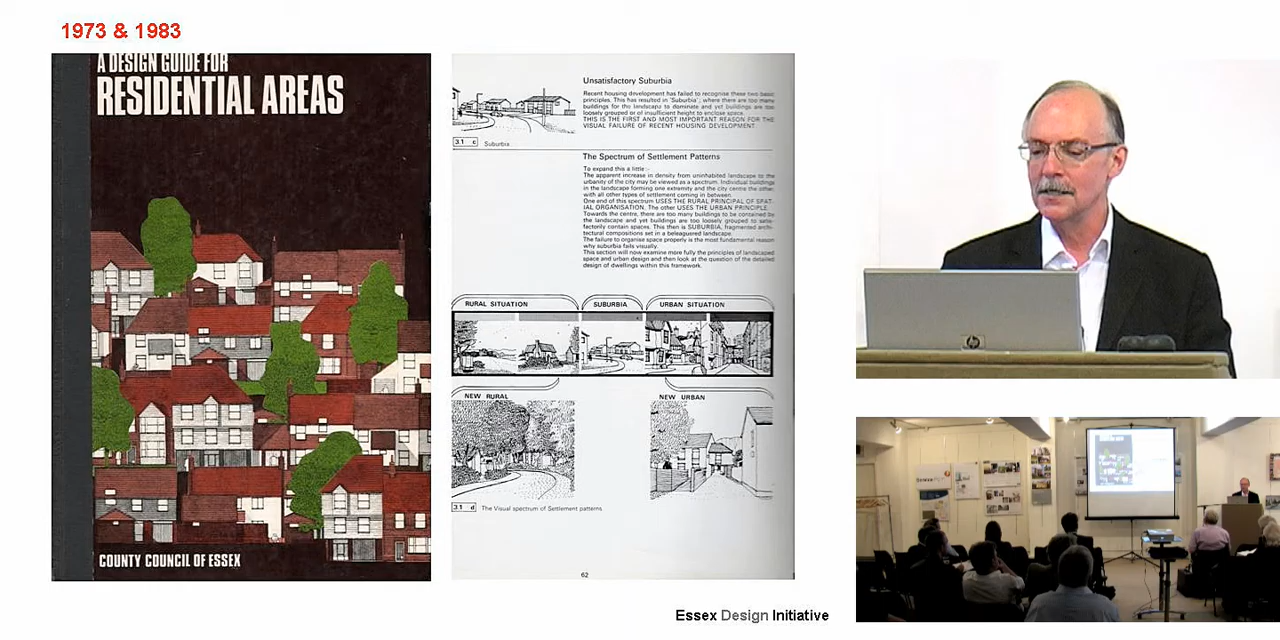 1973 & 1983
A DESIGN GUIDE FOR
RESIDENTIAL AREAS
COUNTY COUNCIL OF ESSEX
Unsatisfactory Suburbia
Recent housing development has failed to recognise these two basic
principles. This has resulted in 'Suburbia', where there are too many
buildings for the landscape to dominate and yet buildings are too
loosely grouped or of insufficient height to enclose space.
THIS IS THE FIRST AND MOST IMPORTANT REASON FOR THE
VISUAL FAILURE OF RECENT HOUSING DEVELOPMENT.
3.1 c Suburbia
The Spectrum of Settlement Patterns
To expand this a little:-
The apparent increase in density from uninhabited landscape to the
urbanity of the city may be viewed as a spectrum. Individual buildings
in the landscape forming one extremity and the city centre the other,
with all other types of settlement coming in between.
One end of this spectrum USES THE RURAL PRINCIPAL OF SPAT-
IAL ORGANISATION. The other USES THE URBAN PRINCIPLE.
Towards the centre, there are too many buildings to be contained by
the landscape and yet buildings are too loosely grouped to satis-
factorily contain spaces. This then is SUBURBIA, fragmented archi-
tectural compositions set in a beleaguered landscape.
The failure to organise space properly is the most fundamental reason
why suburbia fails visually.
This section will now examine more fully the principles of landscaped
space and urban design and then look at the question of the detailed
design of dwellings within this framework.
RURAL SITUATION
SUBURBIA
URBAN SITUATION
NEW RURAL
NEW URBAN
3.1 d The Visual spectrum of Settlement patterns
62
Essex Design Initiative
hp